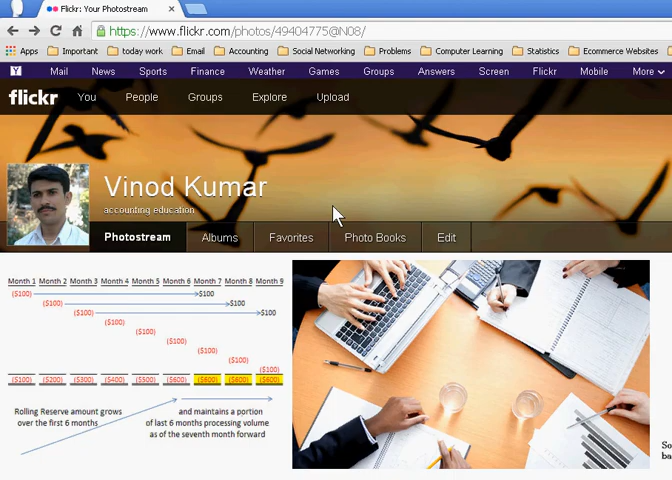 Flickr: Your Photostream
https://www.flickr.com/photos/49404775@N08/
Apps Important today work Email Accounting Social Networking Problems Computer Learning Statistics Ecommerce Websites
Y Mail News Sports Finance Weather Games Groups Answers Screen Flickr Mobile More
flickr You People Groups Explore Upload
Vinod Kumar
accounting education
Photostream Albums Favorites Photo Books Edit
Month 1 Month 2 Month 3 Month 4 Month 5 Month 6 Month 7 Month 8 Month 9
($100) $100
($100) $100
($100) $100
($100)
($100)
($100)
($100)
($100)
($100)
($100) ($200) ($300) ($400) ($500) ($600) ($600) ($600) ($600)
Rolling Reserve amount grows
over the first 6 months
and maintains a portion
of last 6 months processing volume
as of the seventh month forward